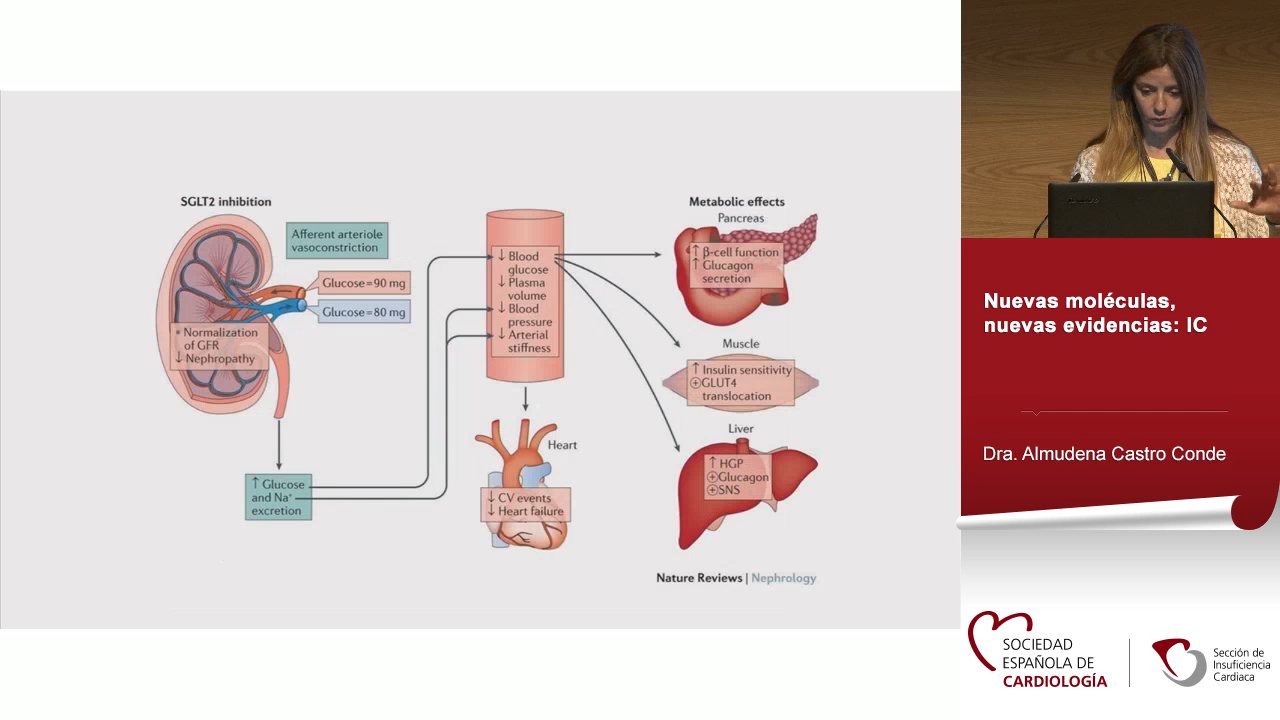 SGLT2 inhibition
Afferent arteriole
vasoconstriction
Glucose=90 mg
Glucose=80 mg
* Normalization
of GFR
↓ Nephropathy
↑ Glucose
and Na⁺
excretion
↓ Blood
glucose
↓ Plasma
volume
↓ Blood
pressure
↓ Arterial
stiffness
Heart
↓ CV events
↓ Heart failure
Metabolic effects
Pancreas
↑ β-cell function
↑ Glucagon
secretion
Muscle
↑ Insulin sensitivity
⊕ GLUT4
translocation
Liver
↑ HGP
⊕ Glucagon
⊕ SNS
Nature Reviews | Nephrology
Nuevas moléculas,
nuevas evidencias: IC
Dra. Almudena Castro Conde
SOCIEDAD
ESPAÑOLA DE
CARDIOLOGÍA
Sección de
Insuficiencia
Cardiaca